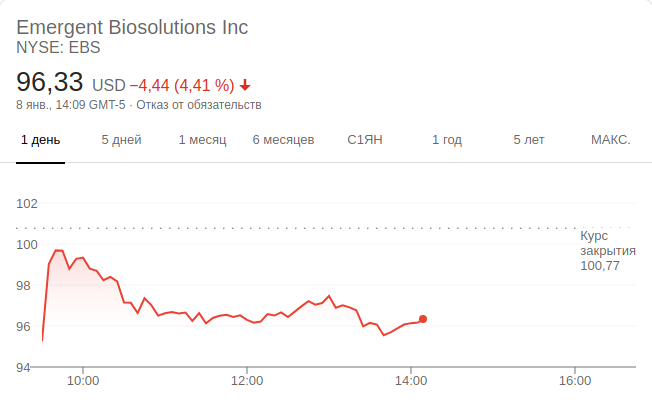 Emergent Biosolutions Inc
NYSE: EBS
96,33 USD −4,44 (4,41 %)
8 янв., 14:09 GMT-5 · Отказ от обязательств
1 день 5 дней 1 месяц 6 месяцев С1ЯН 1 год 5 лет МАКС.
102
Курс
закрытия
100,77
100
98
96
94
10:00 12:00 14:00 16:00